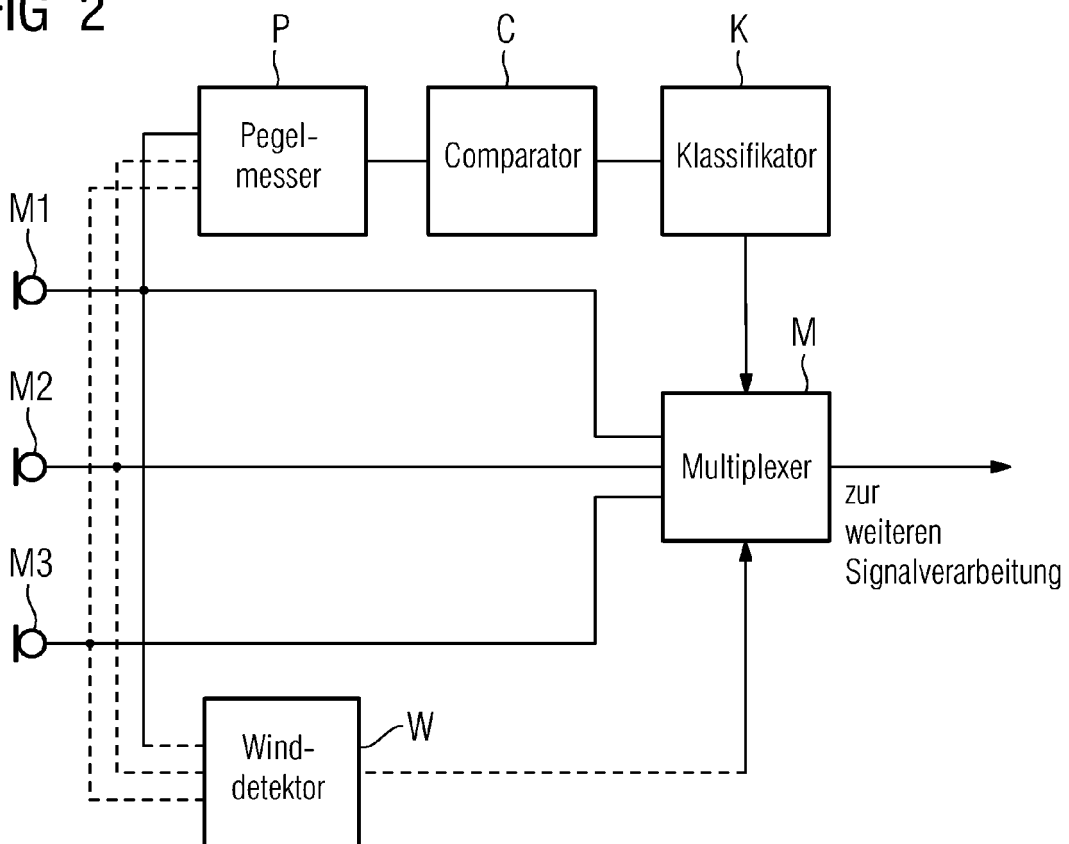 FIG 2
P
C
K
Pegel-
messer
Comparator
Klassifikator
M1
M
M2
Multiplexer
zur
weiteren
Signalverarbeitung
M3
W
Wind-
detektor